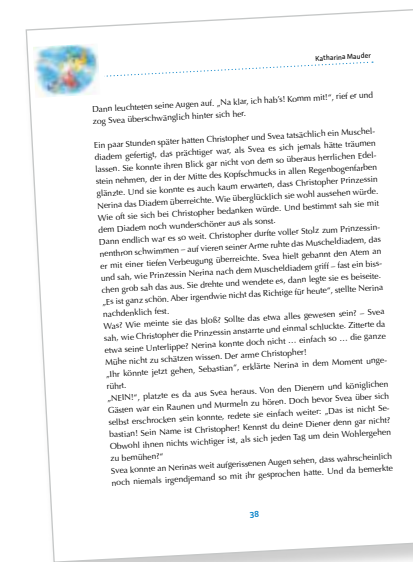 Katharina Mauder
Dann leuchteten seine Augen auf. „Na klar, ich hab's! Komm mit!“, rief er und
zog Svea überschwänglich hinter sich her.
Ein paar Stunden später hatten Christopher und Svea tatsächlich ein Muschel-
diadem gefertigt, das prächtiger war, als Svea es sich jemals hätte träumen
lassen. Sie konnte ihren Blick gar nicht von dem so überaus herrlichen Edel-
stein nehmen, der in der Mitte des Kopfschmucks in allen Regenbogenfarben
glänzte. Und sie konnte es auch kaum erwarten, dass Christopher Prinzessin
Nerina das Diadem überreichte. Wie überglücklich sie wohl aussehen würde.
Wie oft sie sich bei Christopher bedanken würde. Und bestimmt sah sie mit
dem Diadem noch wunderschöner aus als sonst.
Dann endlich war es so weit. Christopher durfte voller Stolz zum Prinzessin-
nenthron schwimmen – auf vieren seiner Arme ruhte das Muscheldiadem, das
er mit einer tiefen Verbeugung überreichte. Svea hielt gebannt den Atem an
und sah, wie Prinzessin Nerina nach dem Muscheldiadem griff – fast ein biss-
chen grob sah das aus. Sie drehte und wendete es, dann legte sie es beiseite.
„Es ist ganz schön. Aber irgendwie nicht das Richtige für heute“, stellte Nerina
nachdenklich fest.
Was? Wie meinte sie das bloß? Sollte das etwa alles gewesen sein? – Svea
sah, wie Christopher die Prinzessin anstarrte und einmal schluckte. Zitterte da
etwa seine Unterlippe? Nerina konnte doch nicht … einfach so … die ganze
Mühe nicht zu schätzen wissen. Der arme Christopher!
„Ihr könnte jetzt gehen, Sebastian“, erklärte Nerina in dem Moment unge-
rührt.
„NEIN!“, platzte es da aus Svea heraus. Von den Dienern und königlichen
Gästen war ein Raunen und Murmeln zu hören. Doch bevor Svea über sich
selbst erschrocken sein konnte, redete sie einfach weiter: „Das ist nicht Se-
bastian! Sein Name ist Christopher! Kennst du deine Diener denn gar nicht?
Obwohl ihnen nichts wichtiger ist, als sich jeden Tag um dein Wohlergehen
zu bemühen?“
Svea konnte an Nerinas weit aufgerissenen Augen sehen, dass wahrscheinlich
noch niemals irgendjemand so mit ihr gesprochen hatte. Und da bemerkte
38